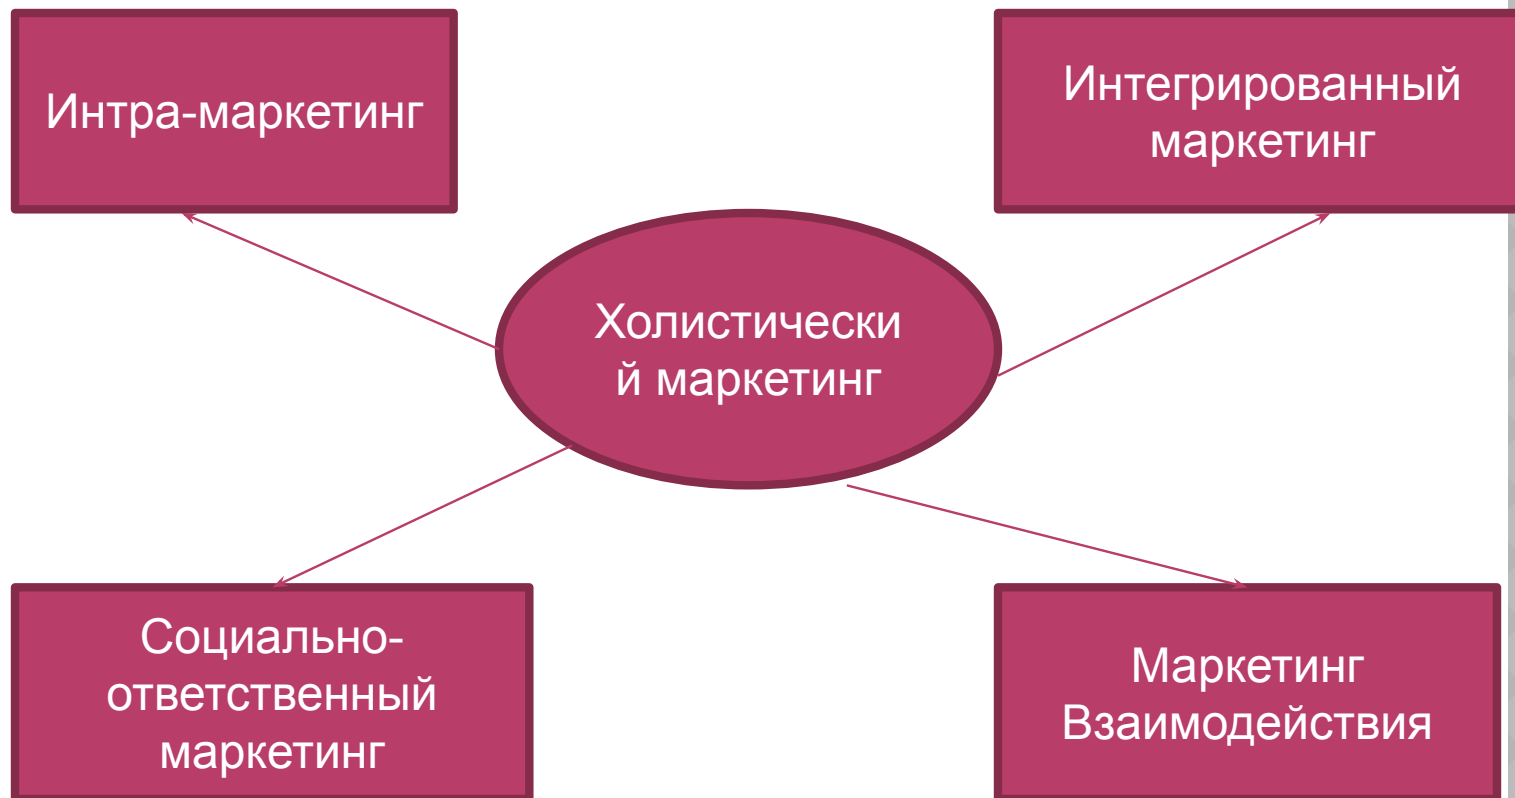 Интра-маркетинг
Интегрированный
маркетинг
Холистически
й маркетинг
Социально-
ответственный
маркетинг
Маркетинг
Взаимодействия